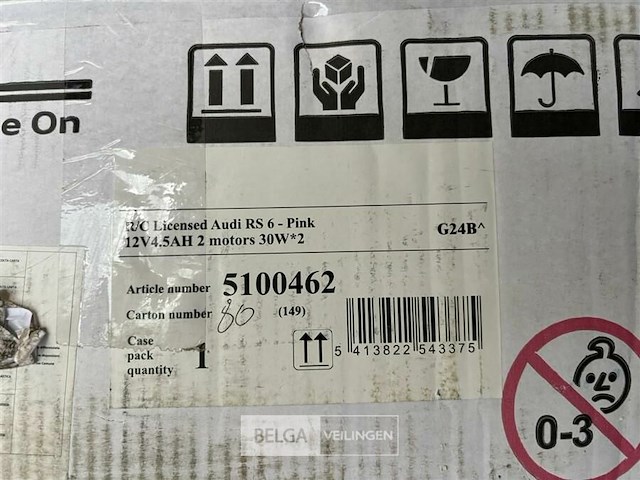 e On
R/C Licensed Audi RS 6 - Pink
12V4.5AH 2 motors 30W*2
G24B^
Article number 5100462
Carton number 80 (149)
Case
pack
quantity 1
5 413822 543375
0-3
BELGA VEILINGEN